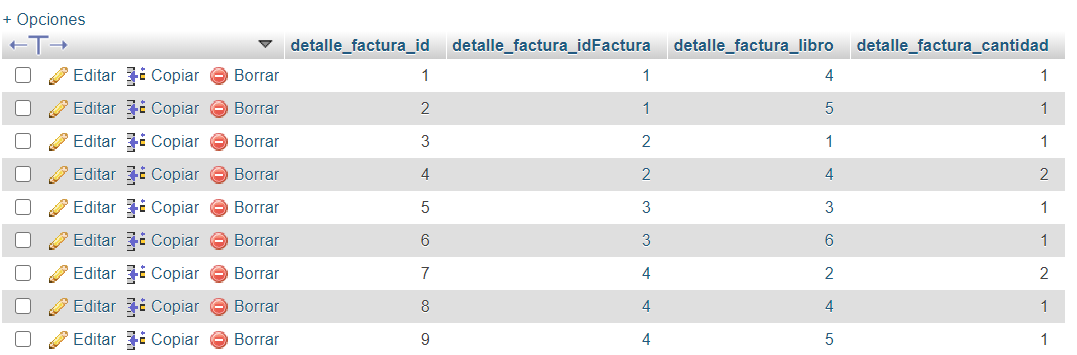 + Opciones
detalle_factura_id detalle_factura_idFactura detalle_factura_libro detalle_factura_cantidad
Editar Copiar Borrar 1 1 4 1
Editar Copiar Borrar 2 1 5 1
Editar Copiar Borrar 3 2 1 1
Editar Copiar Borrar 4 2 4 2
Editar Copiar Borrar 5 3 3 1
Editar Copiar Borrar 6 3 6 1
Editar Copiar Borrar 7 4 2 2
Editar Copiar Borrar 8 4 4 1
Editar Copiar Borrar 9 4 5 1